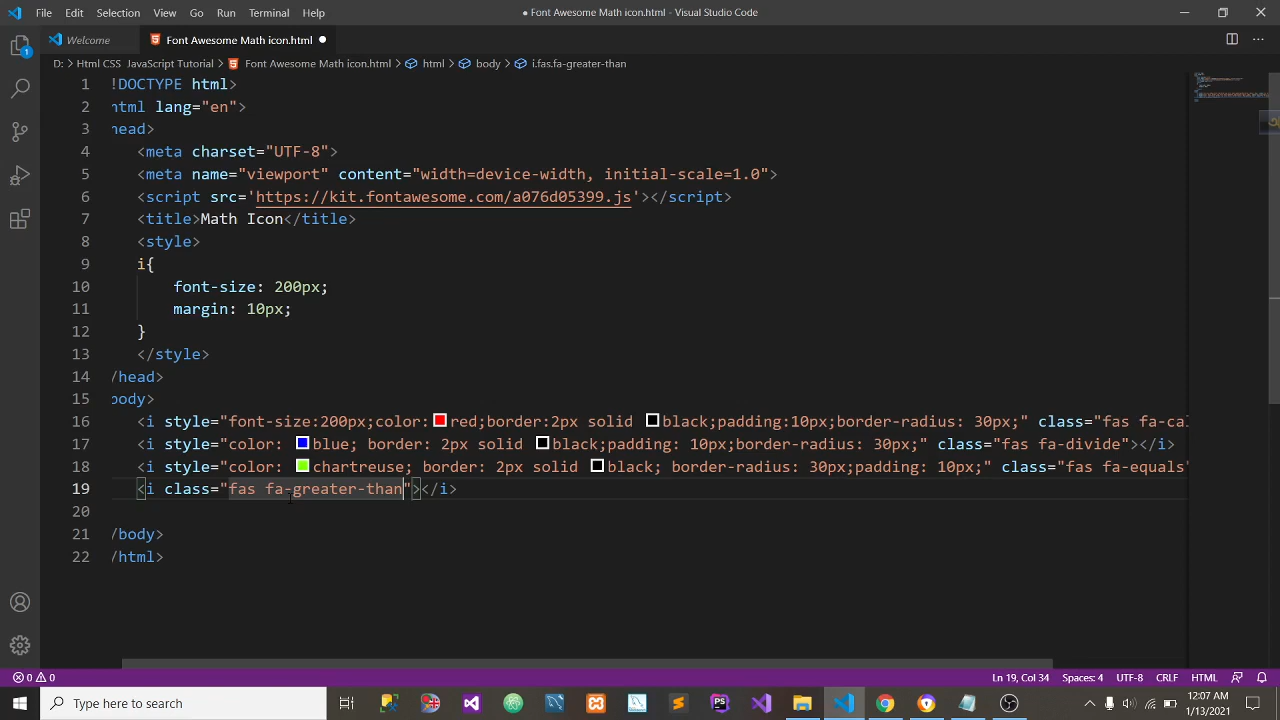 File Edit Selection View Go Run Terminal Help ● Font Awesome Math icon.html - Visual Studio Code
Welcome Font Awesome Math icon.html ●
D: > Html CSS JavaScript Tutorial > Font Awesome Math icon.html > html > body > i.fas.fa-greater-than
1 !DOCTYPE html>
2 html lang="en">
3 head>
4 <meta charset="UTF-8">
5 <meta name="viewport" content="width=device-width, initial-scale=1.0">
6 <script src='https://kit.fontawesome.com/a076d05399.js'></script>
7 <title>Math Icon</title>
8 <style>
9 i{
10 font-size: 200px;
11 margin: 10px;
12 }
13 </style>
14 /head>
15 body>
16 <i style="font-size:200px;color:red;border:2px solid black;padding:10px;border-radius: 30px;" class="fas fa-cal
17 <i style="color: blue; border: 2px solid black;padding: 10px;border-radius: 30px;" class="fas fa-divide"></i>
18 <i style="color: chartreuse; border: 2px solid black; border-radius: 30px;padding: 10px;" class="fas fa-equals"
19 <i class="fas fa-greater-than"></i>
20
21 /body>
22 /html>
0 0 Ln 19, Col 34 Spaces: 4 UTF-8 CRLF HTML
Type here to search
12:07 AM
1/13/2021